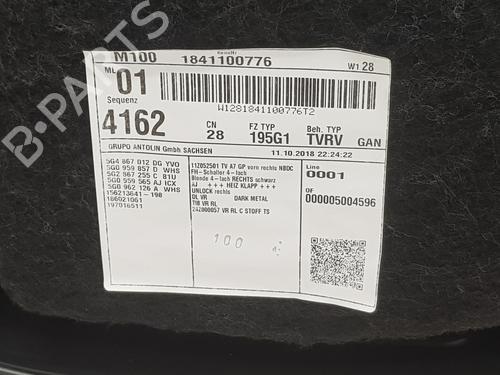 KennNr
M100 1841100776 W1 28
ML
01
W1281841100776T2
Sequenz
4162
CN FZ TYP Beh. TYP
28 195G1 TVRV GAN
GRUPO ANTOLIN Gmbh SACHSEN 11.10.2018 22:24:22
5G4 867 012 DG YVO
5G0 959 857 D WHS
5G2 867 255 C 81U
5G0 959 565 AJ ICX
5G0 962 126 A WHS
156213641-198
186021061
197016511
112052501 TV A7 GP vorn rechts NBDC
FH-Schalter 4-fach
Blende 4-fach RECHTS schwarz
AJ +++ HEIZ KLAPP +++
UNLOCK rechts
DL VR DARK METAL
TIB VR RL
242000057 VR RL C STOFF TS
100
Line
0001
OF
000005004596
B-PARTS